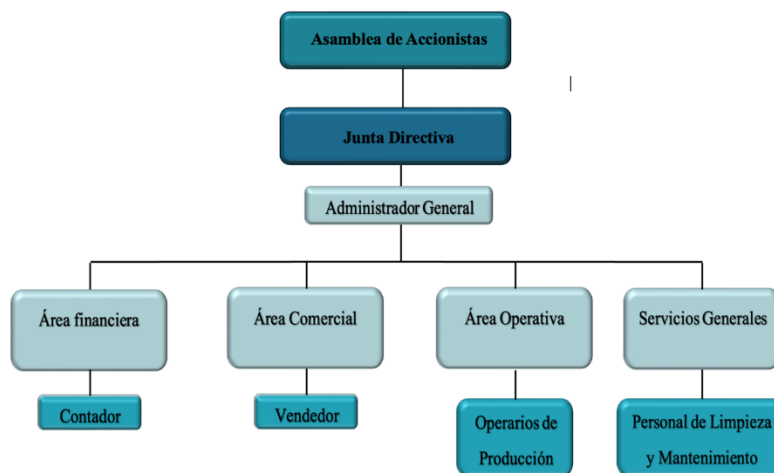 Asamblea de Accionistas
Junta Directiva
Administrador General
Área financiera
Área Comercial
Área Operativa
Servicios Generales
Contador
Vendedor
Operarios de
Producción
Personal de Limpieza
y Mantenimiento